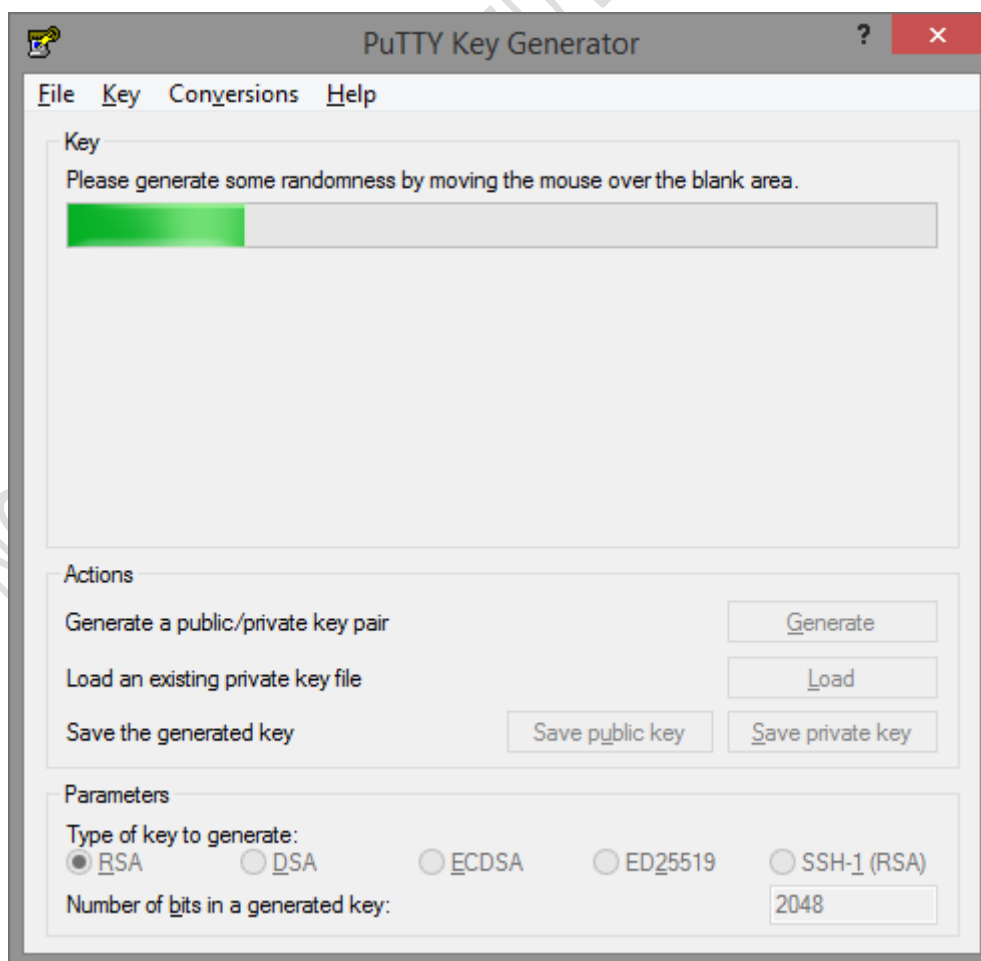 PuTTY Key Generator
? ×
File Key Conversions Help
Key
Please generate some randomness by moving the mouse over the blank area.
Actions
Generate a public/private key pair Generate
Load an existing private key file Load
Save the generated key Save public key Save private key
Parameters
Type of key to generate:
RSA DSA ECDSA ED25519 SSH-1 (RSA)
Number of bits in a generated key: 2048